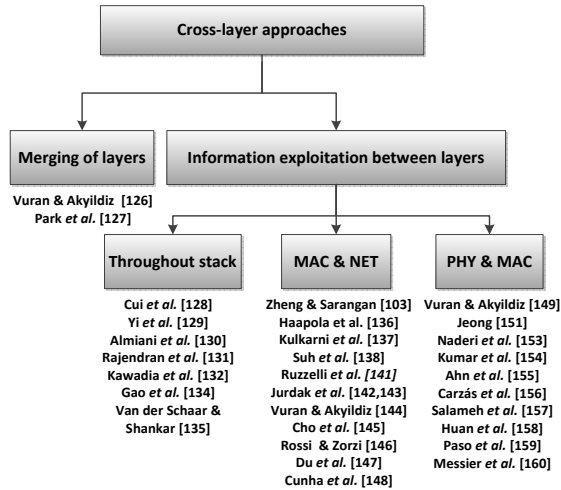 Cross-layer approaches
Merging of layers
Information exploitation between layers
Vuran & Akyildiz [126]
Park et al. [127]
Throughout stack
MAC & NET
PHY & MAC
Cui et al. [128]
Yi et al. [129]
Almiani et al. [130]
Rajendran et al. [131]
Kawadia et al. [132]
Gao et al. [134]
Van der Schaar &
Shankar [135]
Zheng & Sarangan [103]
Haapola et al. [136]
Kulkarni et al. [137]
Suh et al. [138]
Ruzzelli et al. [141]
Jurdak et al. [142,143]
Vuran & Akyildiz [144]
Cho et al. [145]
Rossi & Zorzi [146]
Du et al. [147]
Cunha et al. [148]
Vuran & Akyildiz [149]
Jeong [151]
Naderi et al. [153]
Kumar et al. [154]
Ahn et al. [155]
Carzás et al. [156]
Salameh et al. [157]
Huan et al. [158]
Paso et al. [159]
Messier et al. [160]